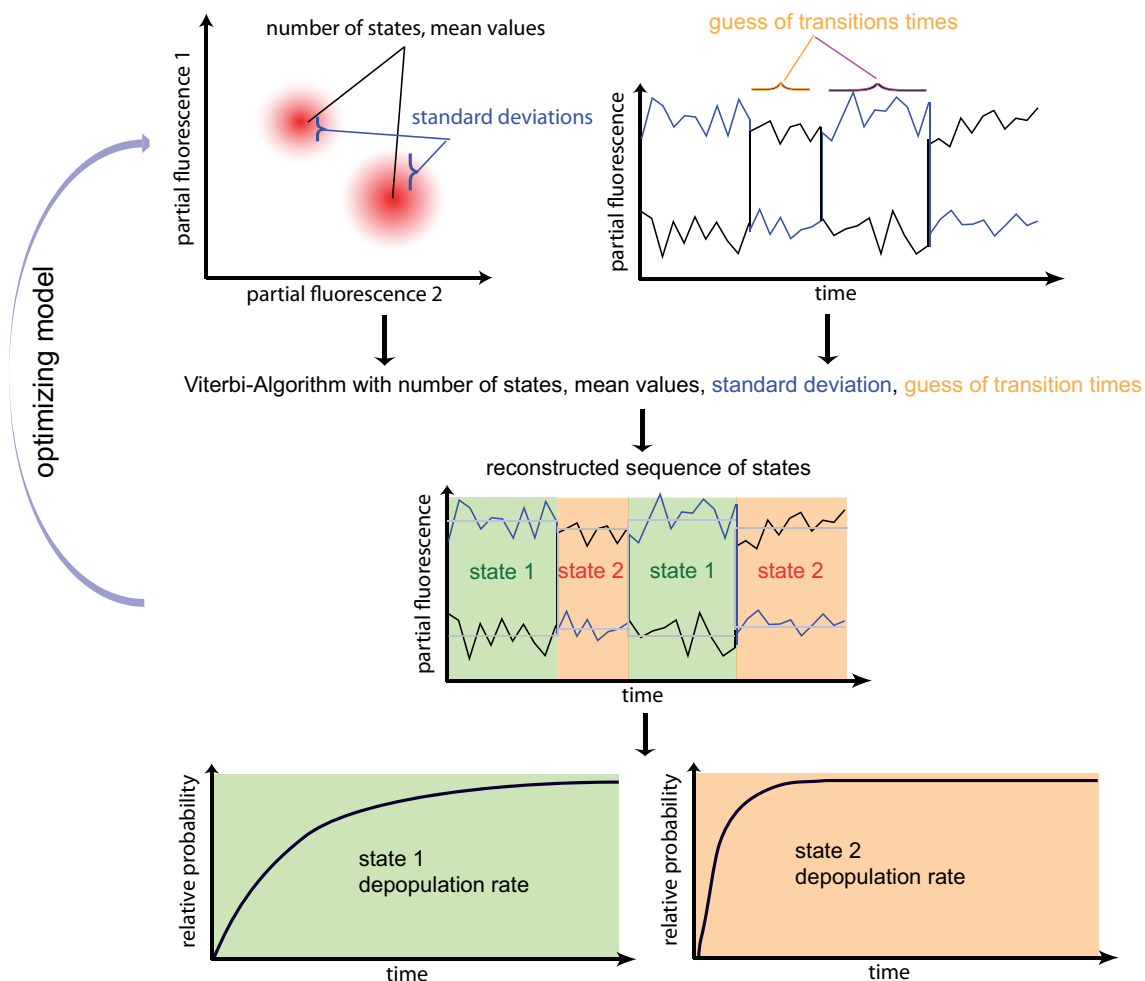 number of states, mean values
partial fluorescence 1
standard deviations
partial fluorescence 2
guess of transitions times
partial fluorescence
time
optimizing model
Viterbi-Algorithm with number of states, mean values, standard deviation, guess of transition times
reconstructed sequence of states
partial fluorescence
state 1
state 2
state 1
state 2
time
relative probability
state 1
depopulation rate
time
relative probability
state 2
depopulation rate
time